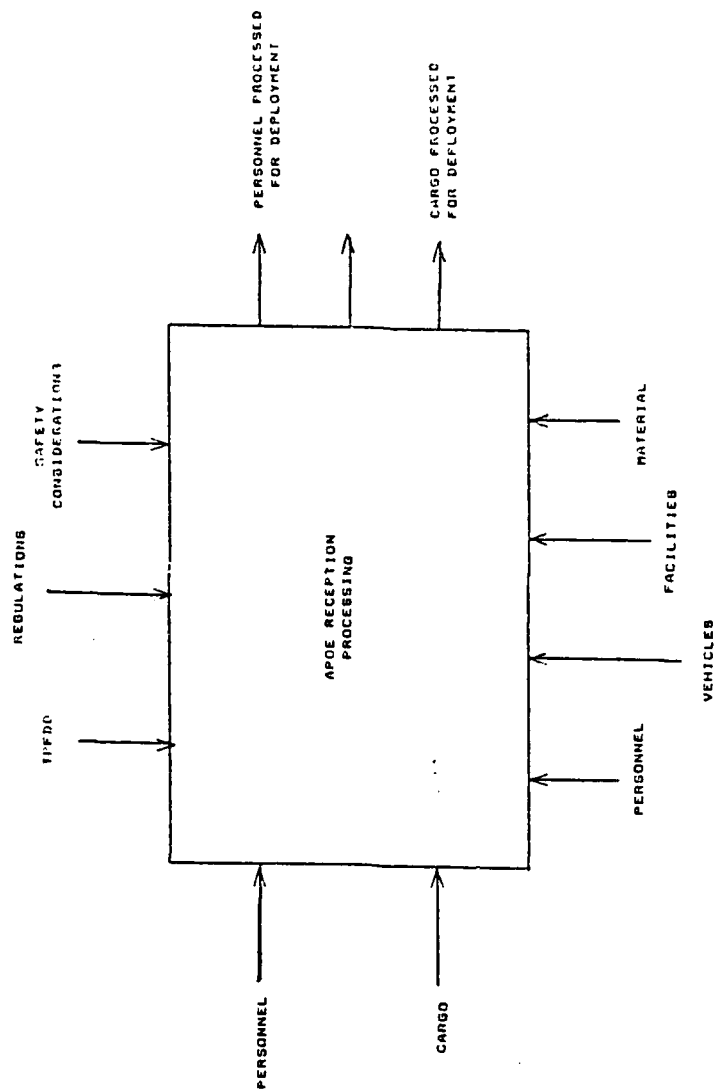 TPFDD
REGULATIONS
SAFETY
CONSIDERATIONS
PERSONNEL
CARGO
APOE RECEPTION
PROCESSING
PERSONNEL PROCESSED
FOR DEPLOYMENT
CARGO PROCESSED
FOR DEPLOYMENT
PERSONNEL
VEHICLES
FACILITIES
MATERIAL